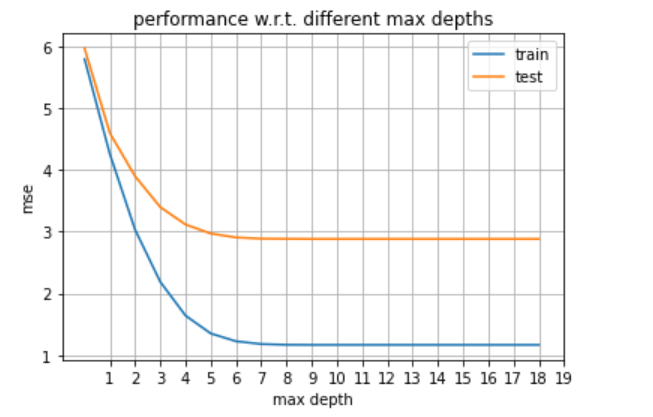 performance w.r.t. different max depths
train
test
6
5
4
3
2
1
mse
1 2 3 4 5 6 7 8 9 10 11 12 13 14 15 16 17 18 19
max depth